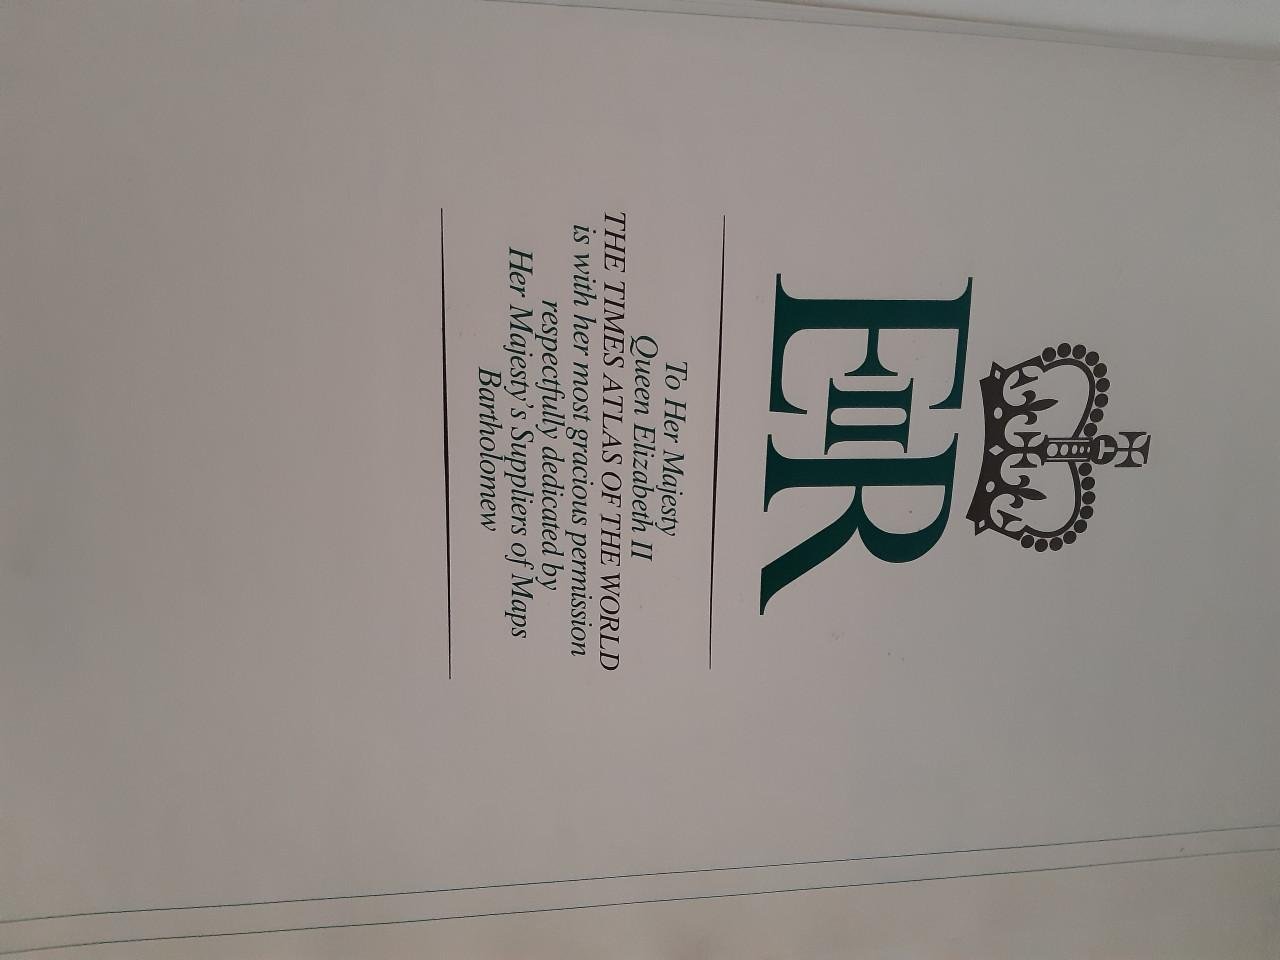 EIIR
To Her Majesty
Queen Elizabeth II
THE TIMES ATLAS OF THE WORLD
is with her most gracious permission
respectfully dedicated by
Her Majesty's Suppliers of Maps
Bartholomew